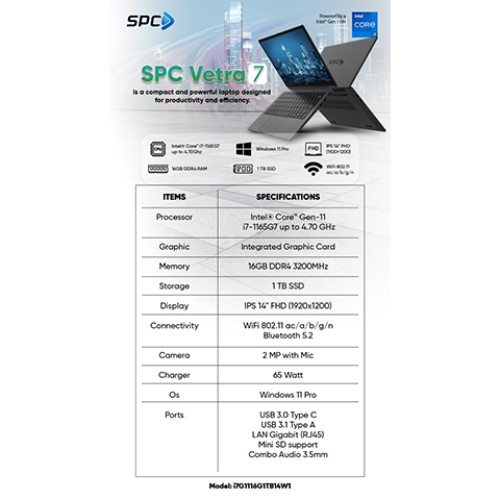 SPC
Powered by a
Intel® Gen 11th
intel
CORE
i7
SPC Vetra 7
is a compact and powerful laptop designed
for productivity and efficiency.
CPU
Intel® Core™ i7-1165G7
up to 4.70Ghz
Windows 11 Pro
FHD
IPS 14" FHD
(1920x1200)
16GB DDR4 RAM
1 TB SSD
Wifi 802.11
ac/a/b/g/n
ITEMS SPECIFICATIONS
Processor Intel® Core™ Gen-11
i7-1165G7 up to 4.70 GHz
Graphic Integrated Graphic Card
Memory 16GB DDR4 3200MHz
Storage 1 TB SSD
Display IPS 14" FHD (1920x1200)
Connectivity WiFi 802.11 ac/a/b/g/n
Bluetooth 5.2
Camera 2 MP with Mic
Charger 65 Watt
Os Windows 11 Pro
Ports USB 3.0 Type C
USB 3.1 Type A
LAN Gigabit (RJ45)
Mini SD support
Combo Audio 3.5mm
Model: i7G1116G1TB14W1